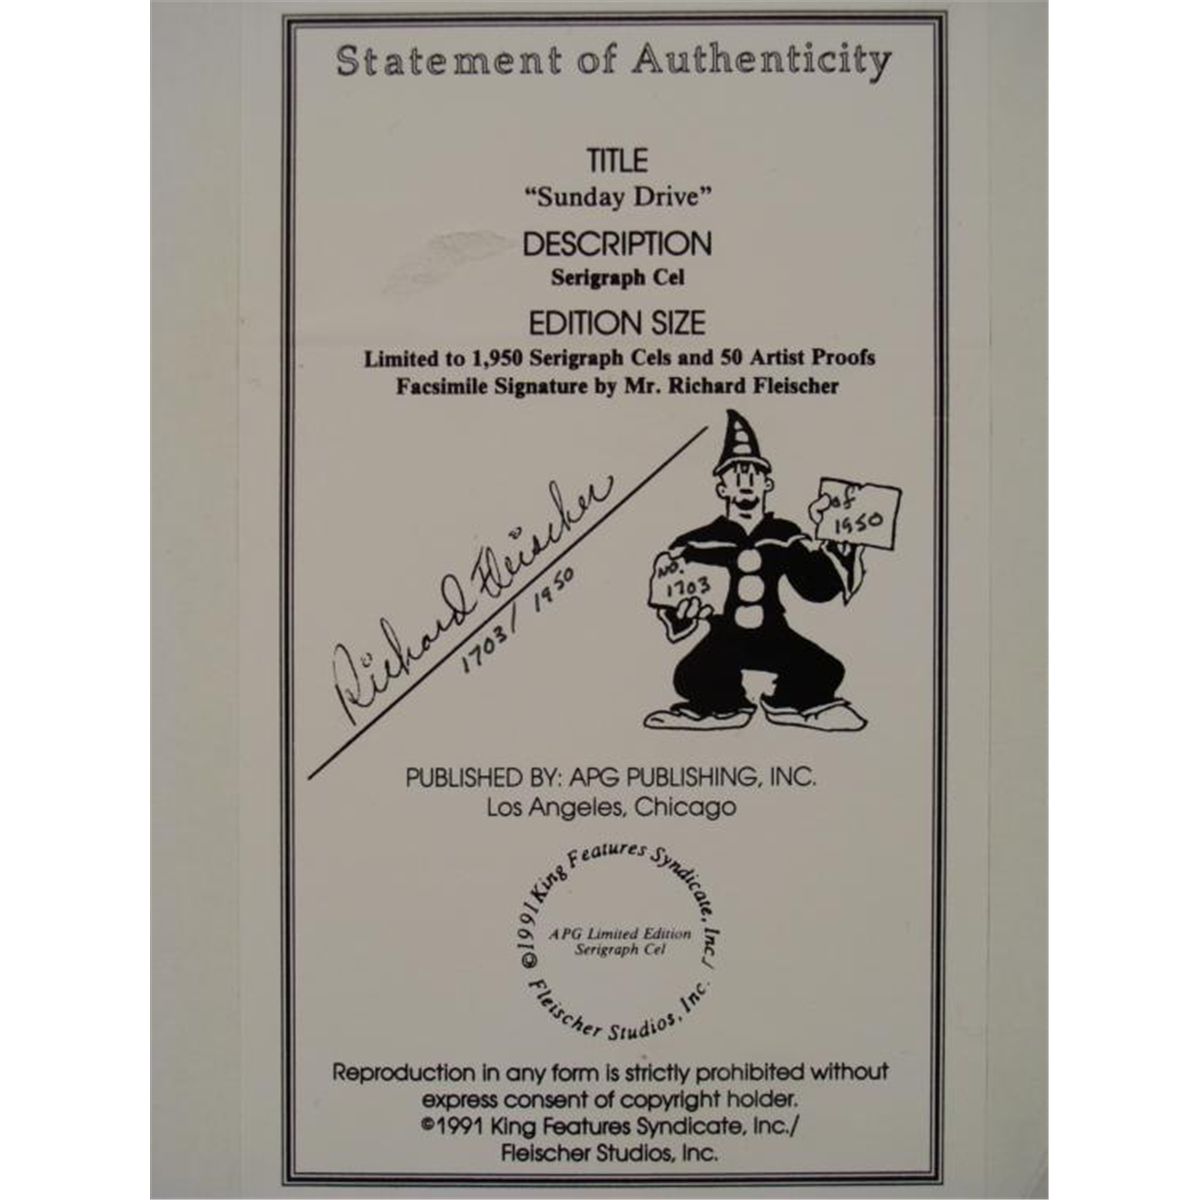 Statement of Authenticity
TITLE
“Sunday Drive”
DESCRIPTION
Serigraph Cel
EDITION SIZE
Limited to 1,950 Serigraph Cels and 50 Artist Proofs
Facsimile Signature by Mr. Richard Fleischer
Richard Fleischer
1703/1950
No.
1703
of
1950
PUBLISHED BY: APG PUBLISHING, INC.
Los Angeles, Chicago
©1991 King Features Syndicate, Inc./
Fleischer Studios, Inc.
APG Limited Edition
Serigraph Cel
Reproduction in any form is strictly prohibited without
express consent of copyright holder.
©1991 King Features Syndicate, Inc./
Fleischer Studios, Inc.